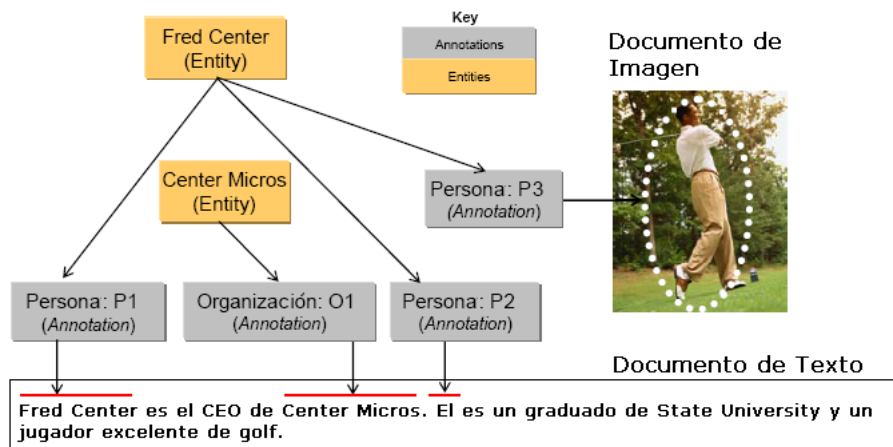 Key
Annotations
Entities
Fred Center
(Entity)
Documento de
Imagen
Center Micros
(Entity)
Persona: P3
(Annotation)
Persona: P1
(Annotation)
Organización: O1
(Annotation)
Persona: P2
(Annotation)
Documento de Texto
Fred Center es el CEO de Center Micros. El es un graduado de State University y un
jugador excelente de golf.